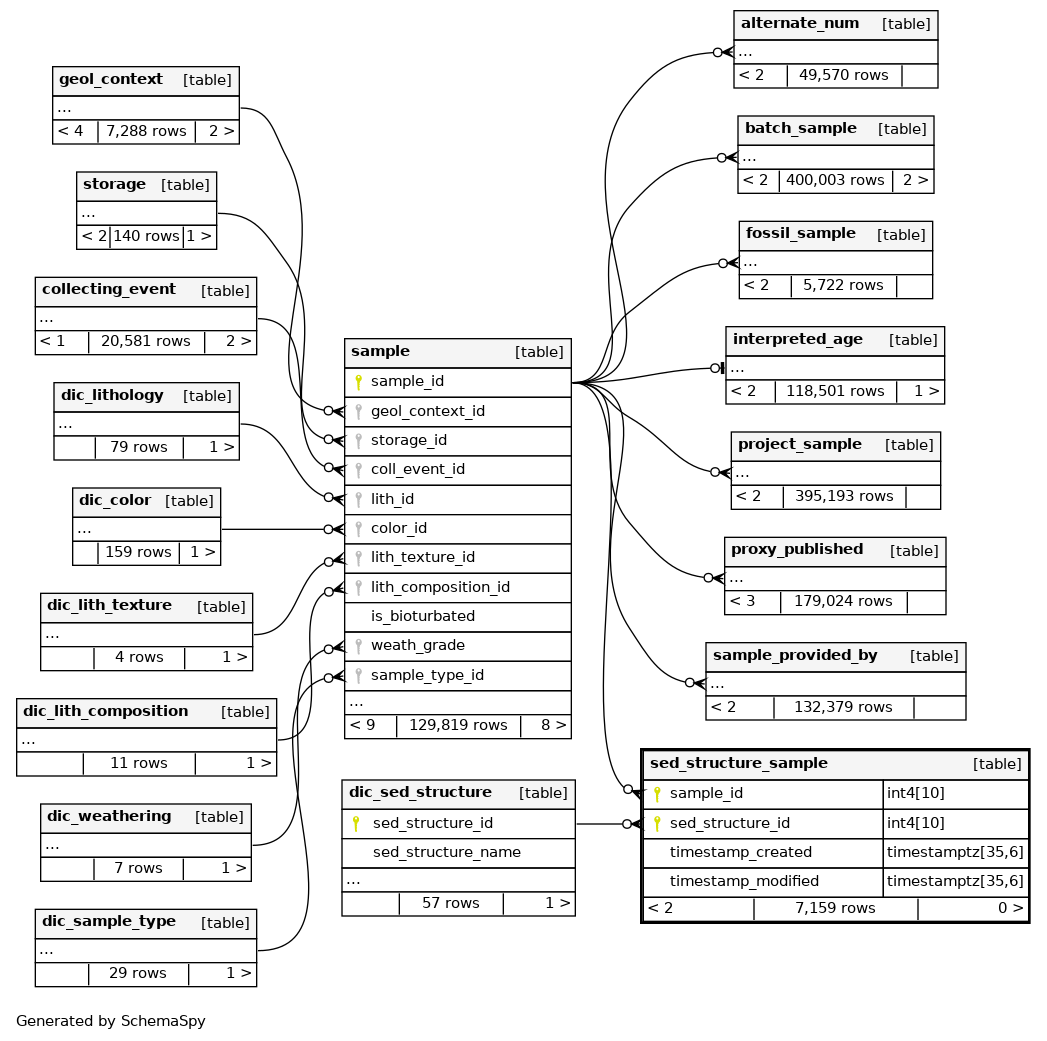 geol_context [table]
...
< 4 7,288 rows 2 >
storage [table]
...
< 2 140 rows 1 >
collecting_event [table]
...
< 1 20,581 rows 2 >
dic_lithology [table]
...
79 rows 1 >
dic_color [table]
...
159 rows 1 >
dic_lith_texture [table]
...
4 rows 1 >
dic_lith_composition [table]
...
11 rows 1 >
dic_weathering [table]
...
7 rows 1 >
dic_sample_type [table]
...
29 rows 1 >
sample [table]
sample_id
geol_context_id
storage_id
coll_event_id
lith_id
color_id
lith_texture_id
lith_composition_id
is_bioturbated
weath_grade
sample_type_id
...
< 9 129,819 rows 8 >
dic_sed_structure [table]
sed_structure_id
sed_structure_name
...
57 rows 1 >
alternate_num [table]
...
< 2 49,570 rows
batch_sample [table]
...
< 2 400,003 rows 2 >
fossil_sample [table]
...
< 2 5,722 rows
interpreted_age [table]
...
< 2 118,501 rows 1 >
project_sample [table]
...
< 2 395,193 rows
proxy_published [table]
...
< 3 179,024 rows
sample_provided_by [table]
...
< 2 132,379 rows
sed_structure_sample [table]
sample_id int4[10]
sed_structure_id int4[10]
timestamp_created timestamptz[35,6]
timestamp_modified timestamptz[35,6]
< 2 7,159 rows 0 >
Generated by SchemaSpy